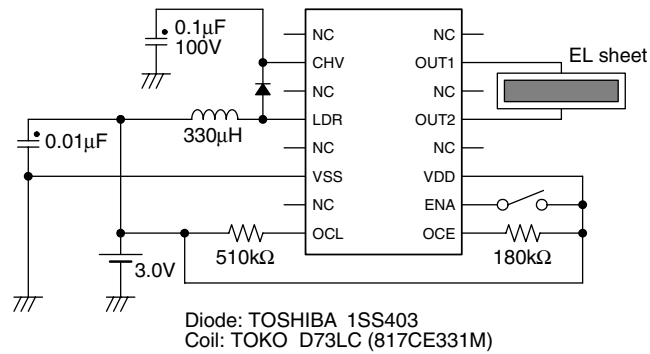 0.1μF
100V
NC
CHV
NC
LDR
NC
VSS
NC
OCL
NC
OUT1
NC
OUT2
NC
VDD
ENA
OCE
EL sheet
330μH
0.01μF
3.0V
510kΩ
180kΩ
Diode: TOSHIBA 1SS403
Coil: TOKO D73LC (817CE331M)